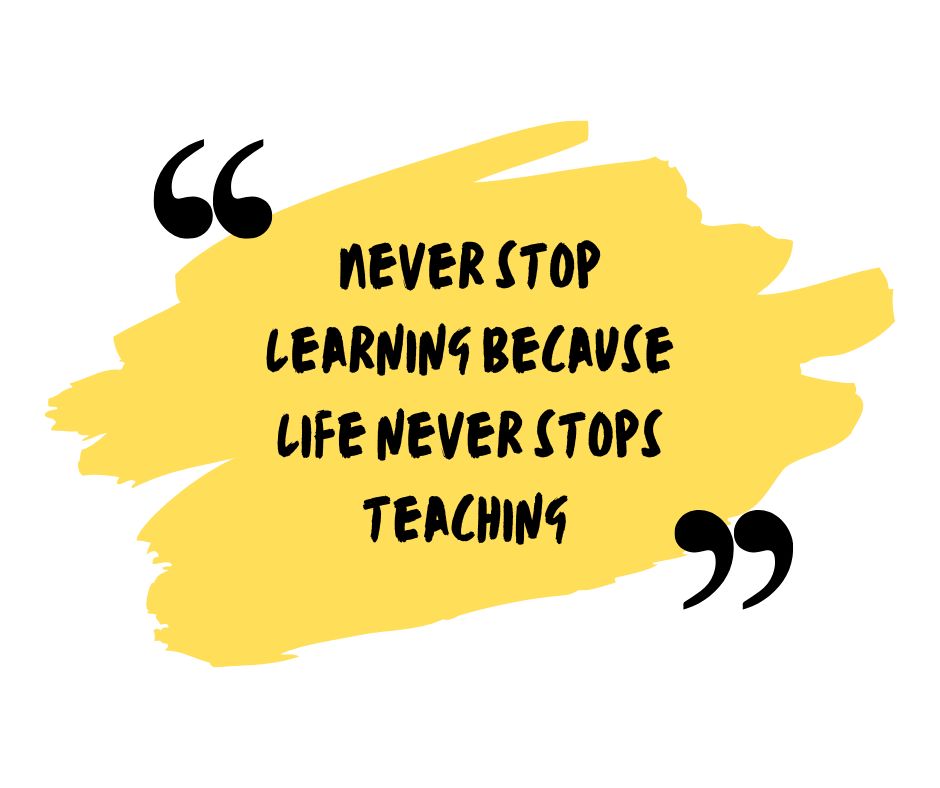 “
NEVER STOP
LEARNING BECAUSE
LIFE NEVER STOPS
TEACHING
”